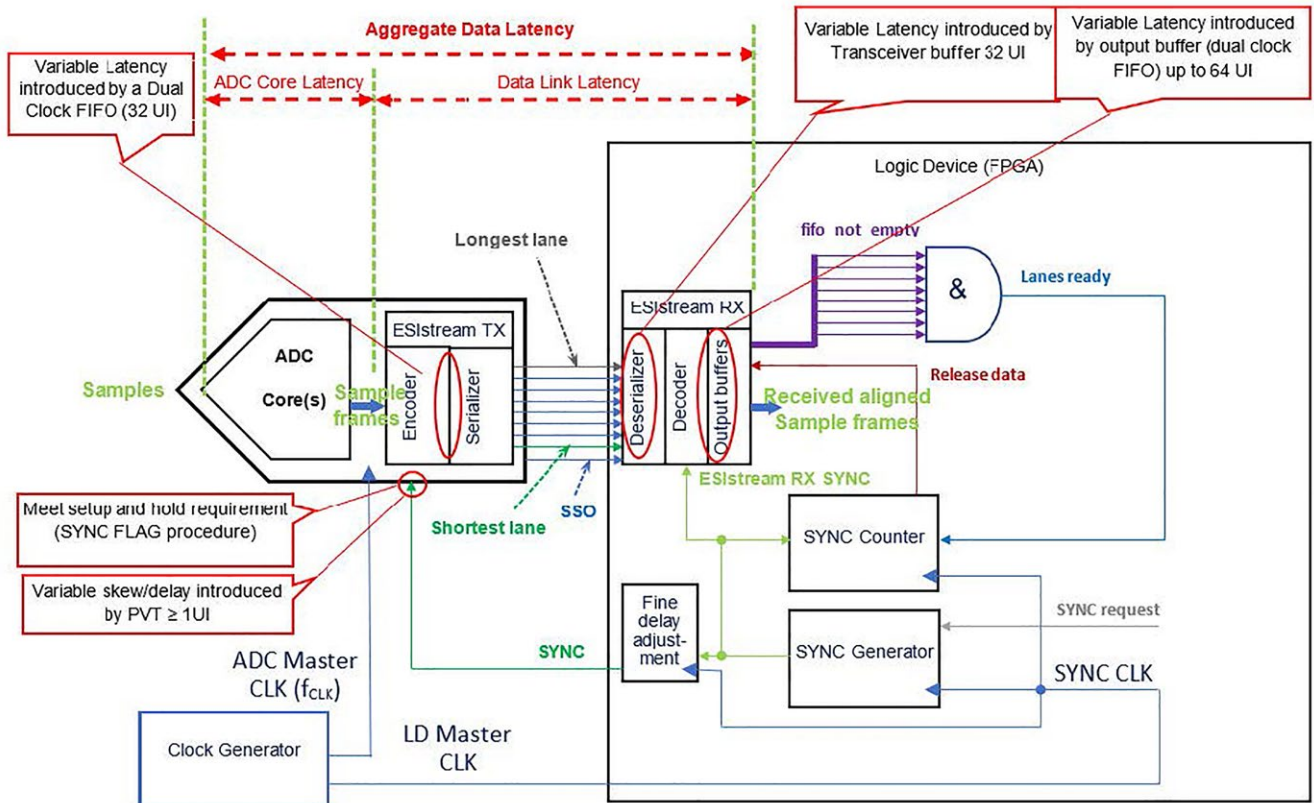 Aggregate Data Latency
ADC Core Latency
Data Link Latency
Variable Latency
introduced by a Dual
Clock FIFO (32 UI)
Variable Latency introduced by
Transceiver buffer 32 UI
Variable Latency introduced
by output buffer (dual clock
FIFO) up to 64 UI
Logic Device (FPGA)
fifo not empty
&
Lanes ready
Longest lane
ESIstream RX
ESIstream TX
ADC
Core(s)
Samples
Sample
frames
Encoder
Serializer
Deserializer
Decoder
Output buffers
Release data
Received aligned
Sample frames
ESIstream RX SYNC
SSO
Shortest lane
Meet setup and hold requirement
(SYNC FLAG procedure)
Variable skew/delay introduced
by PVT ≥ 1UI
SYNC Counter
Fine
delay
adjust-
ment
SYNC request
SYNC Generator
SYNC
SYNC CLK
ADC Master
CLK (fCLK)
LD Master
CLK
Clock Generator